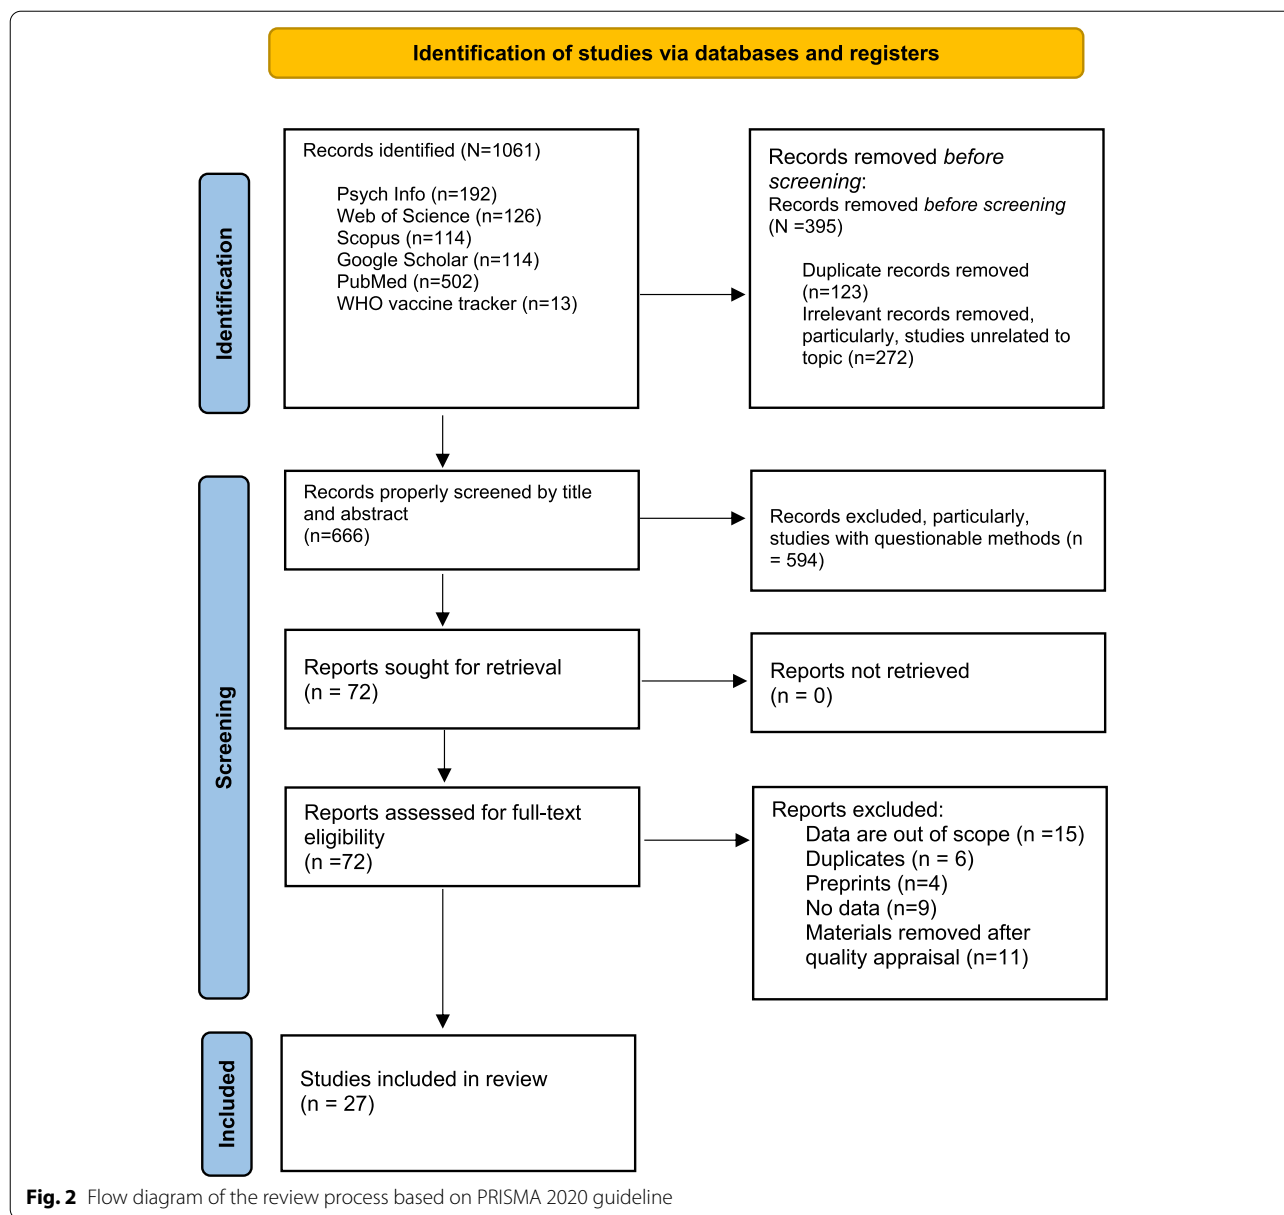 Identification of studies via databases and registers
Identification
Records identified (N=1061)
Psych Info (n=192)
Web of Science (n=126)
Scopus (n=114)
Google Scholar (n=114)
PubMed (n=502)
WHO vaccine tracker (n=13)
Records removed before
screening:
Records removed before screening
(N =395)
Duplicate records removed
(n=123)
Irrelevant records removed,
particularly, studies unrelated to
topic (n=272)
Screening
Records properly screened by title
and abstract
(n=666)
Records excluded, particularly,
studies with questionable methods (n
= 594)
Reports sought for retrieval
(n = 72)
Reports not retrieved
(n = 0)
Reports assessed for full-text
eligibility
(n =72)
Reports excluded:
Data are out of scope (n =15)
Duplicates (n = 6)
Preprints (n=4)
No data (n=9)
Materials removed after
quality appraisal (n=11)
Included
Studies included in review
(n = 27)
Fig. 2 Flow diagram of the review process based on PRISMA 2020 guideline